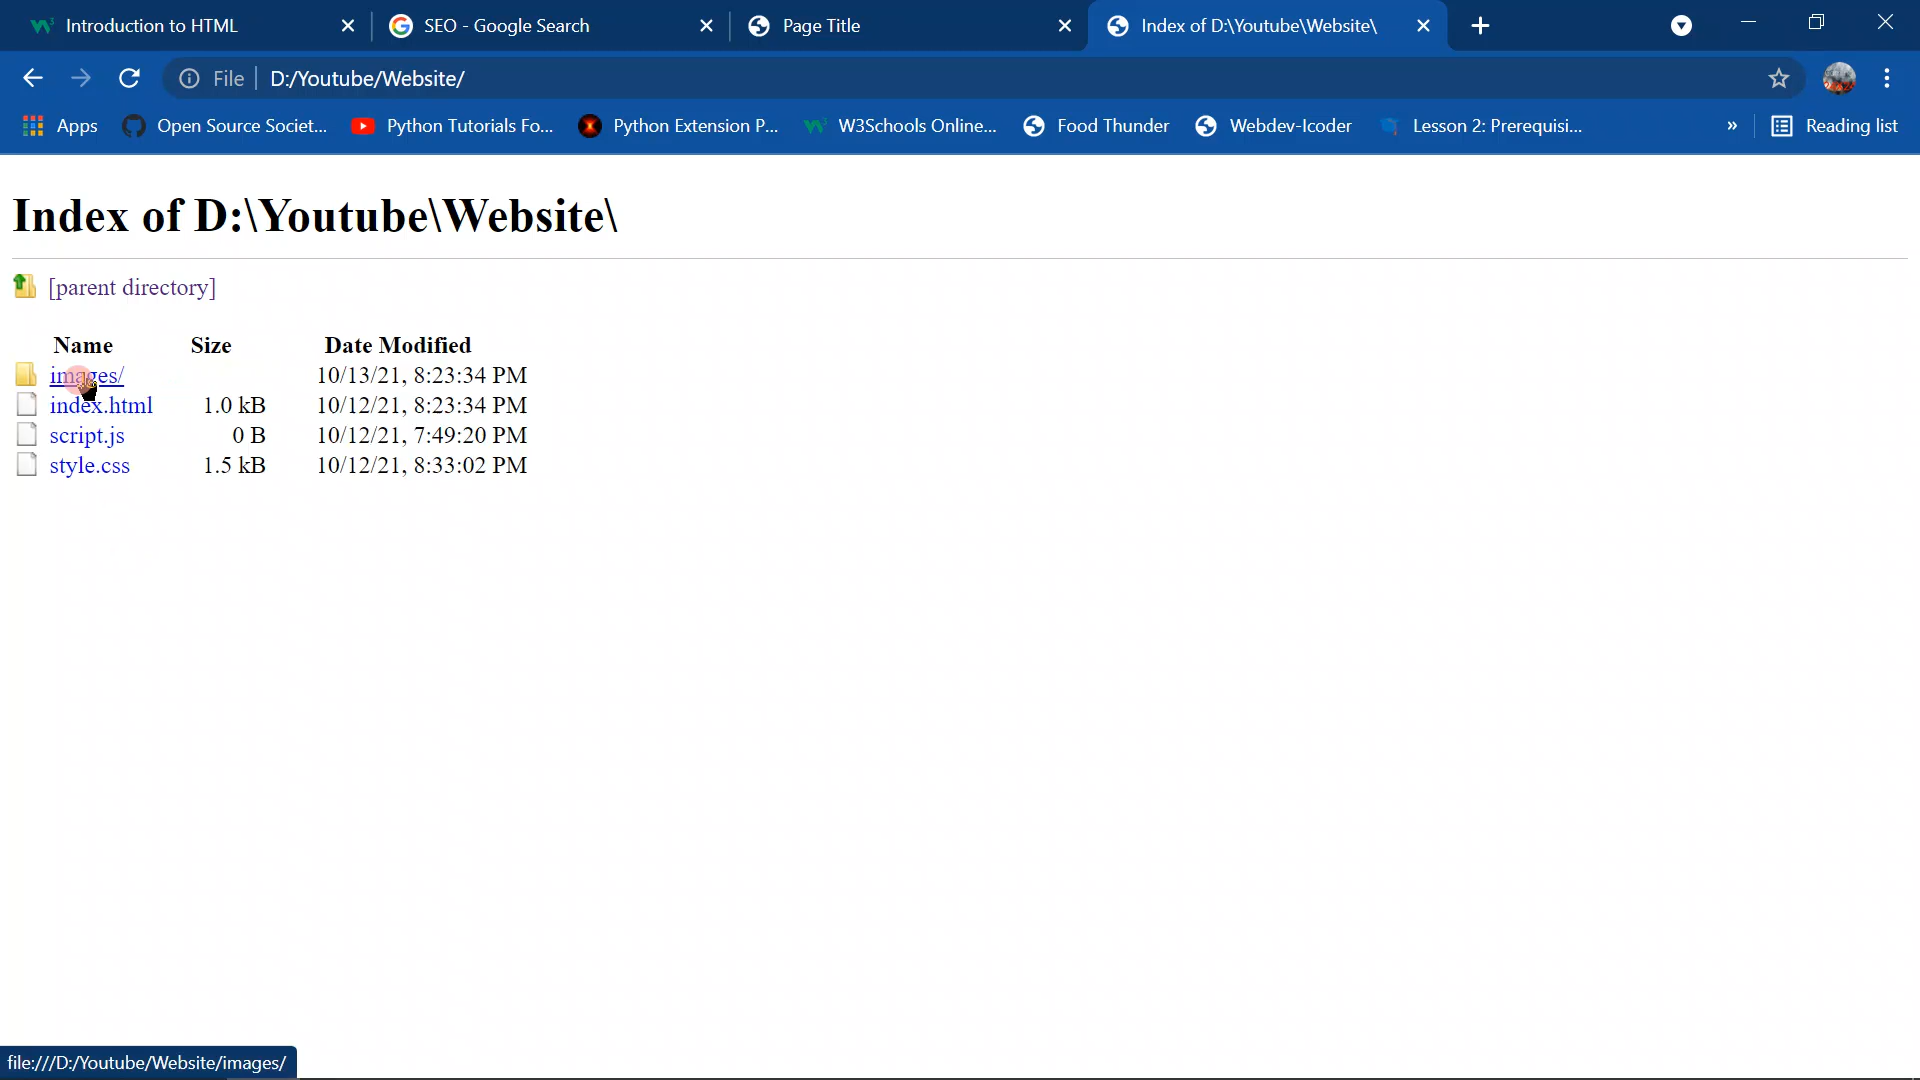 Introduction to HTML
SEO - Google Search
Page Title
Index of D:\Youtube\Website\
File
D:/Youtube/Website/
Apps
Open Source Societ...
Python Tutorials Fo...
Python Extension P...
W3Schools Online...
Food Thunder
Webdev-Icoder
Lesson 2: Prerequisi...
»
Reading list
Index of D:\Youtube\Website\
[parent directory]
Name Size Date Modified
images/ 10/13/21, 8:23:34 PM
index.html 1.0 kB 10/12/21, 8:23:34 PM
script.js 0 B 10/12/21, 7:49:20 PM
style.css 1.5 kB 10/12/21, 8:33:02 PM
file:///D:/Youtube/Website/images/